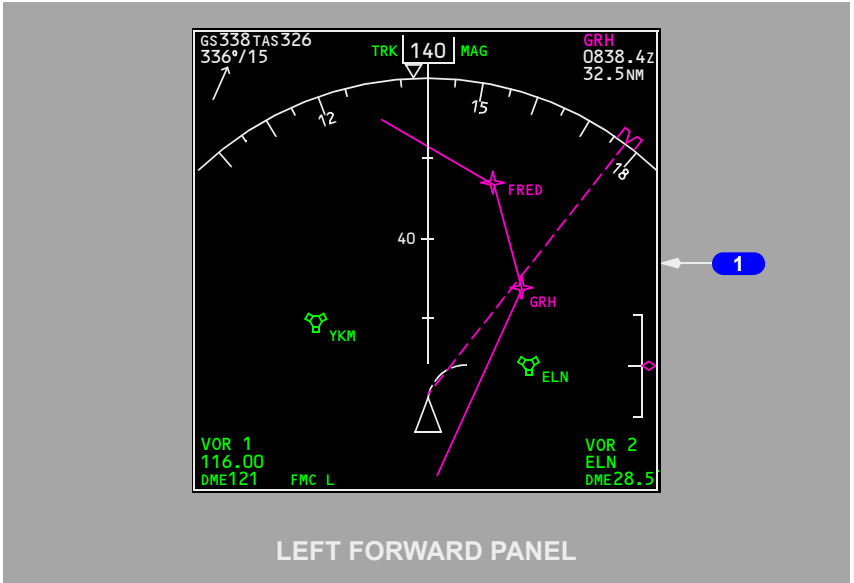 GS338TAS326
336°/15
TRK 140 MAG
GRH
0838.4Z
32.5NM
12
15
18
FRED
40
1
GRH
YKM
ELN
VOR 1
116.00
DME121
FMC L
VOR 2
ELN
DME28.5
LEFT FORWARD PANEL